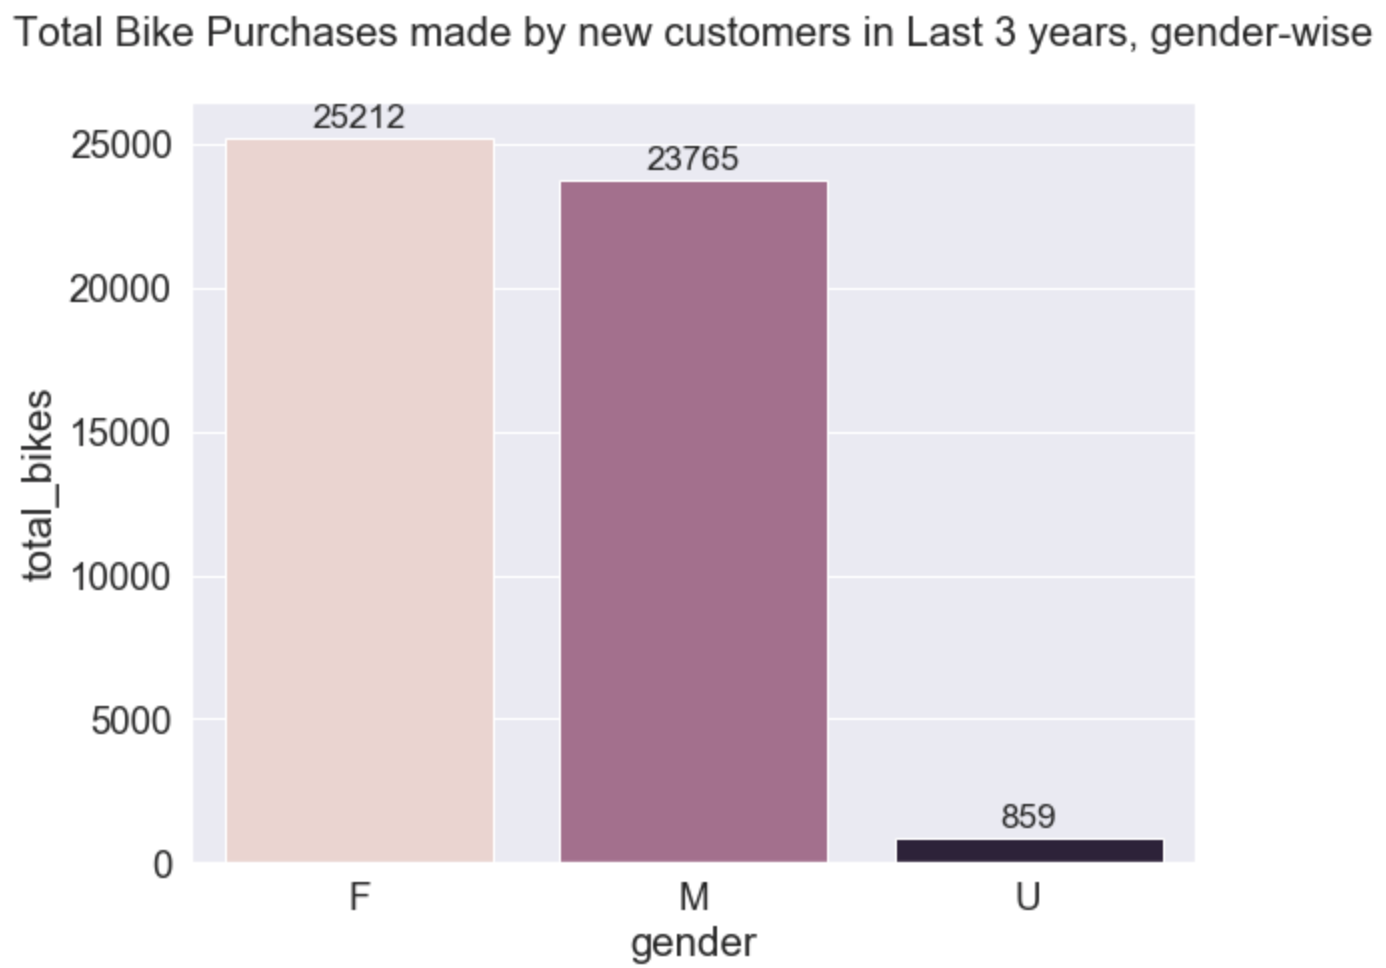 Total Bike Purchases made by new customers in Last 3 years, gender-wise
25212
23765
859
25000
20000
15000
10000
5000
0
total_bikes
F M U
gender